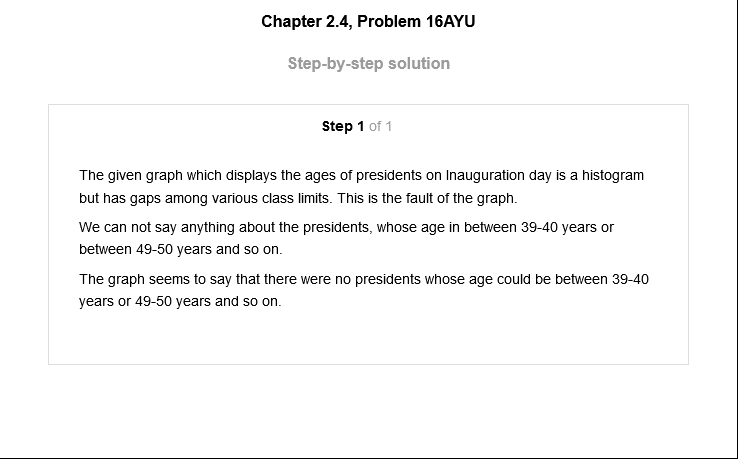 Chapter 2.4, Problem 16AYU
Step-by-step solution
Step 1 of 1
The given graph which displays the ages of presidents on Inauguration day is a histogram
but has gaps among various class limits. This is the fault of the graph.
We can not say anything about the presidents, whose age in between 39-40 years or
between 49-50 years and so on.
The graph seems to say that there were no presidents whose age could be between 39-40
years or 49-50 years and so on.